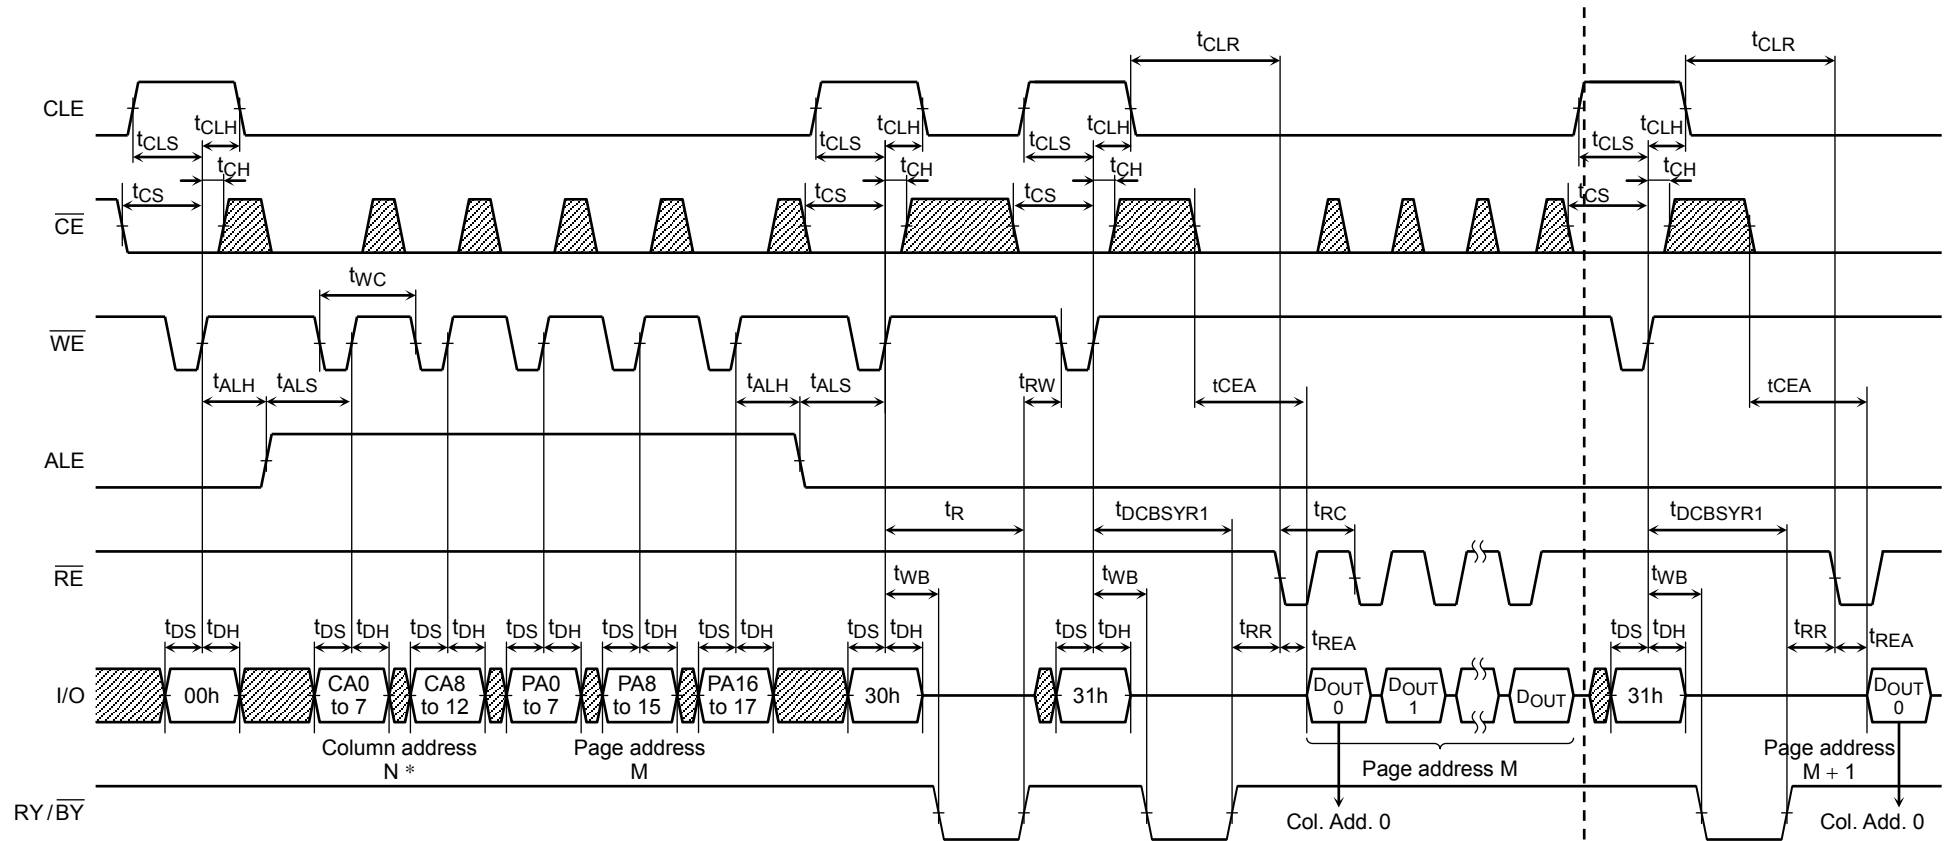 tCLR tCLR
CLE
tCLH tCLH tCLH tCLH
tCLS tCLS tCLS tCLS
tCH tCH tCH tCH
tCS tCS tCS tCS
CE
tWC
WE
tALH tALS tALH tALS tRW tCEA tCEA
ALE
tR tDCBSYR1 tRC tDCBSYR1
RE
tWB tWB tWB
tDS tDH tDS tDH tDS tDH tDS tDH tDS tDH tDS tDH tDS tDH tDS tDH tRR tREA tDS tDH tRR tREA
I/O
00h
CA0
to 7
CA8
to 12
PA0
to 7
PA8
to 15
PA16
to 17
30h
31h
DOUT
0
DOUT
1
DOUT
31h
DOUT
0
Column address
N *
Page address
M
Page address M
Page address
M + 1
RY/BY
Col. Add. 0
Col. Add. 0